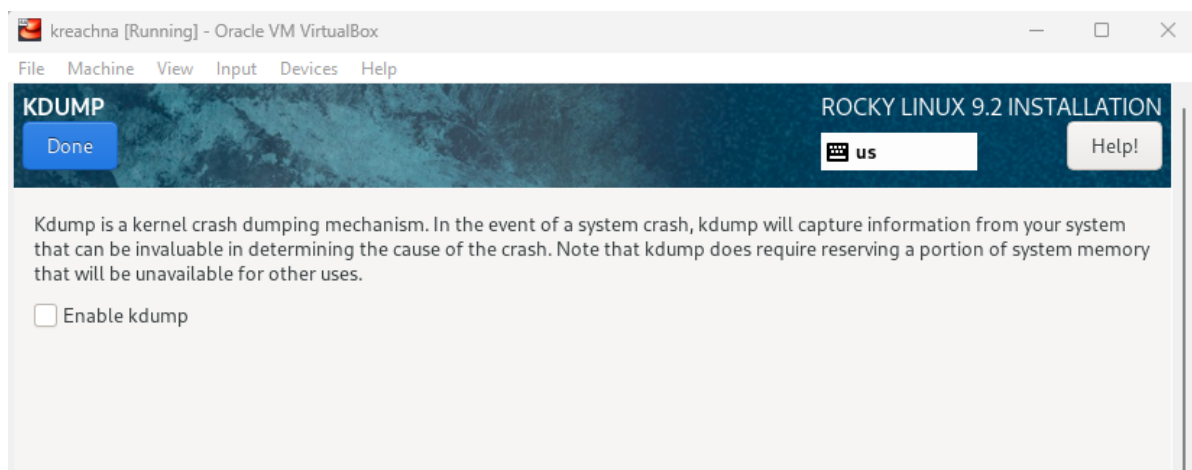 kreachna [Running] - Oracle VM VirtualBox
File Machine View Input Devices Help
KDUMP
ROCKY LINUX 9.2 INSTALLATION
Done
us
Help!
Kdump is a kernel crash dumping mechanism. In the event of a system crash, kdump will capture information from your system
that can be invaluable in determining the cause of the crash. Note that kdump does require reserving a portion of system memory
that will be unavailable for other uses.
Enable kdump